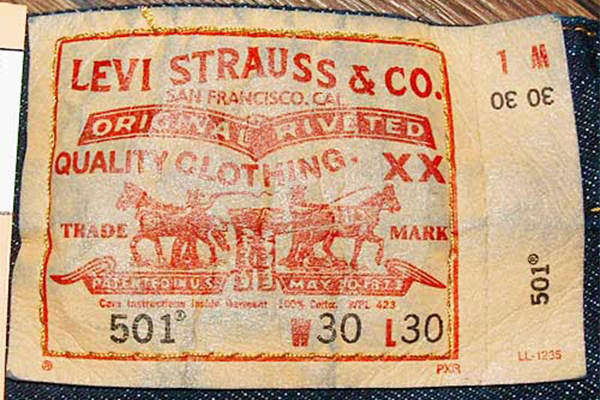 LEVI STRAUSS & CO.
SAN FRANCISCO. CAL.
ORIGINAL RIVETED
QUALITY CLOTHING. XX
TRADE MARK
PATENTED IN U.S. MAY 20 1873
Care Instructions Inside Garment 100% Cotton WPL 423
501® W30 L30
®
PXR
1 M
30 30
501®
LL-1235